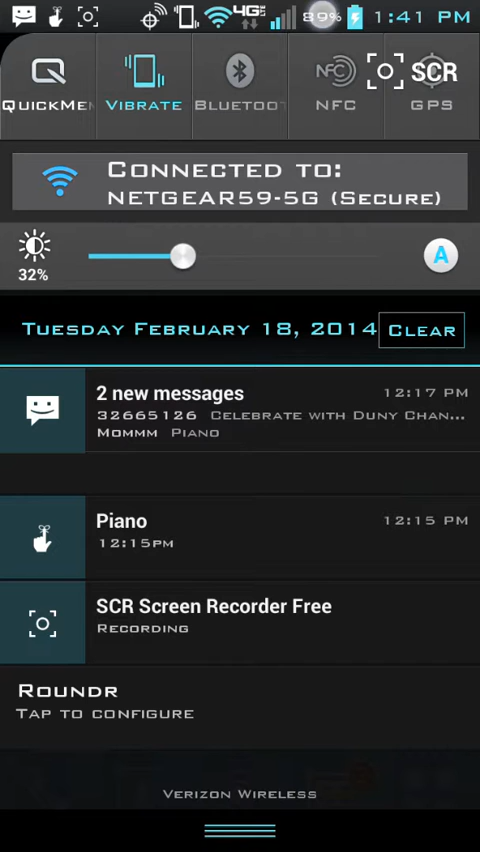 4G 89% 1:41 PM
QuickMe
Vibrate
Bluetoo
NFC
SCR
GPS
Connected to:
NETGEAR59-5G (Secure)
32%
A
Tuesday February 18, 2014
Clear
2 new messages 12:17 PM
32665126 Celebrate with Duny Chan...
Mommm Piano
Piano 12:15 PM
12:15pm
SCR Screen Recorder Free
Recording
Roundr
Tap to configure
Verizon Wireless